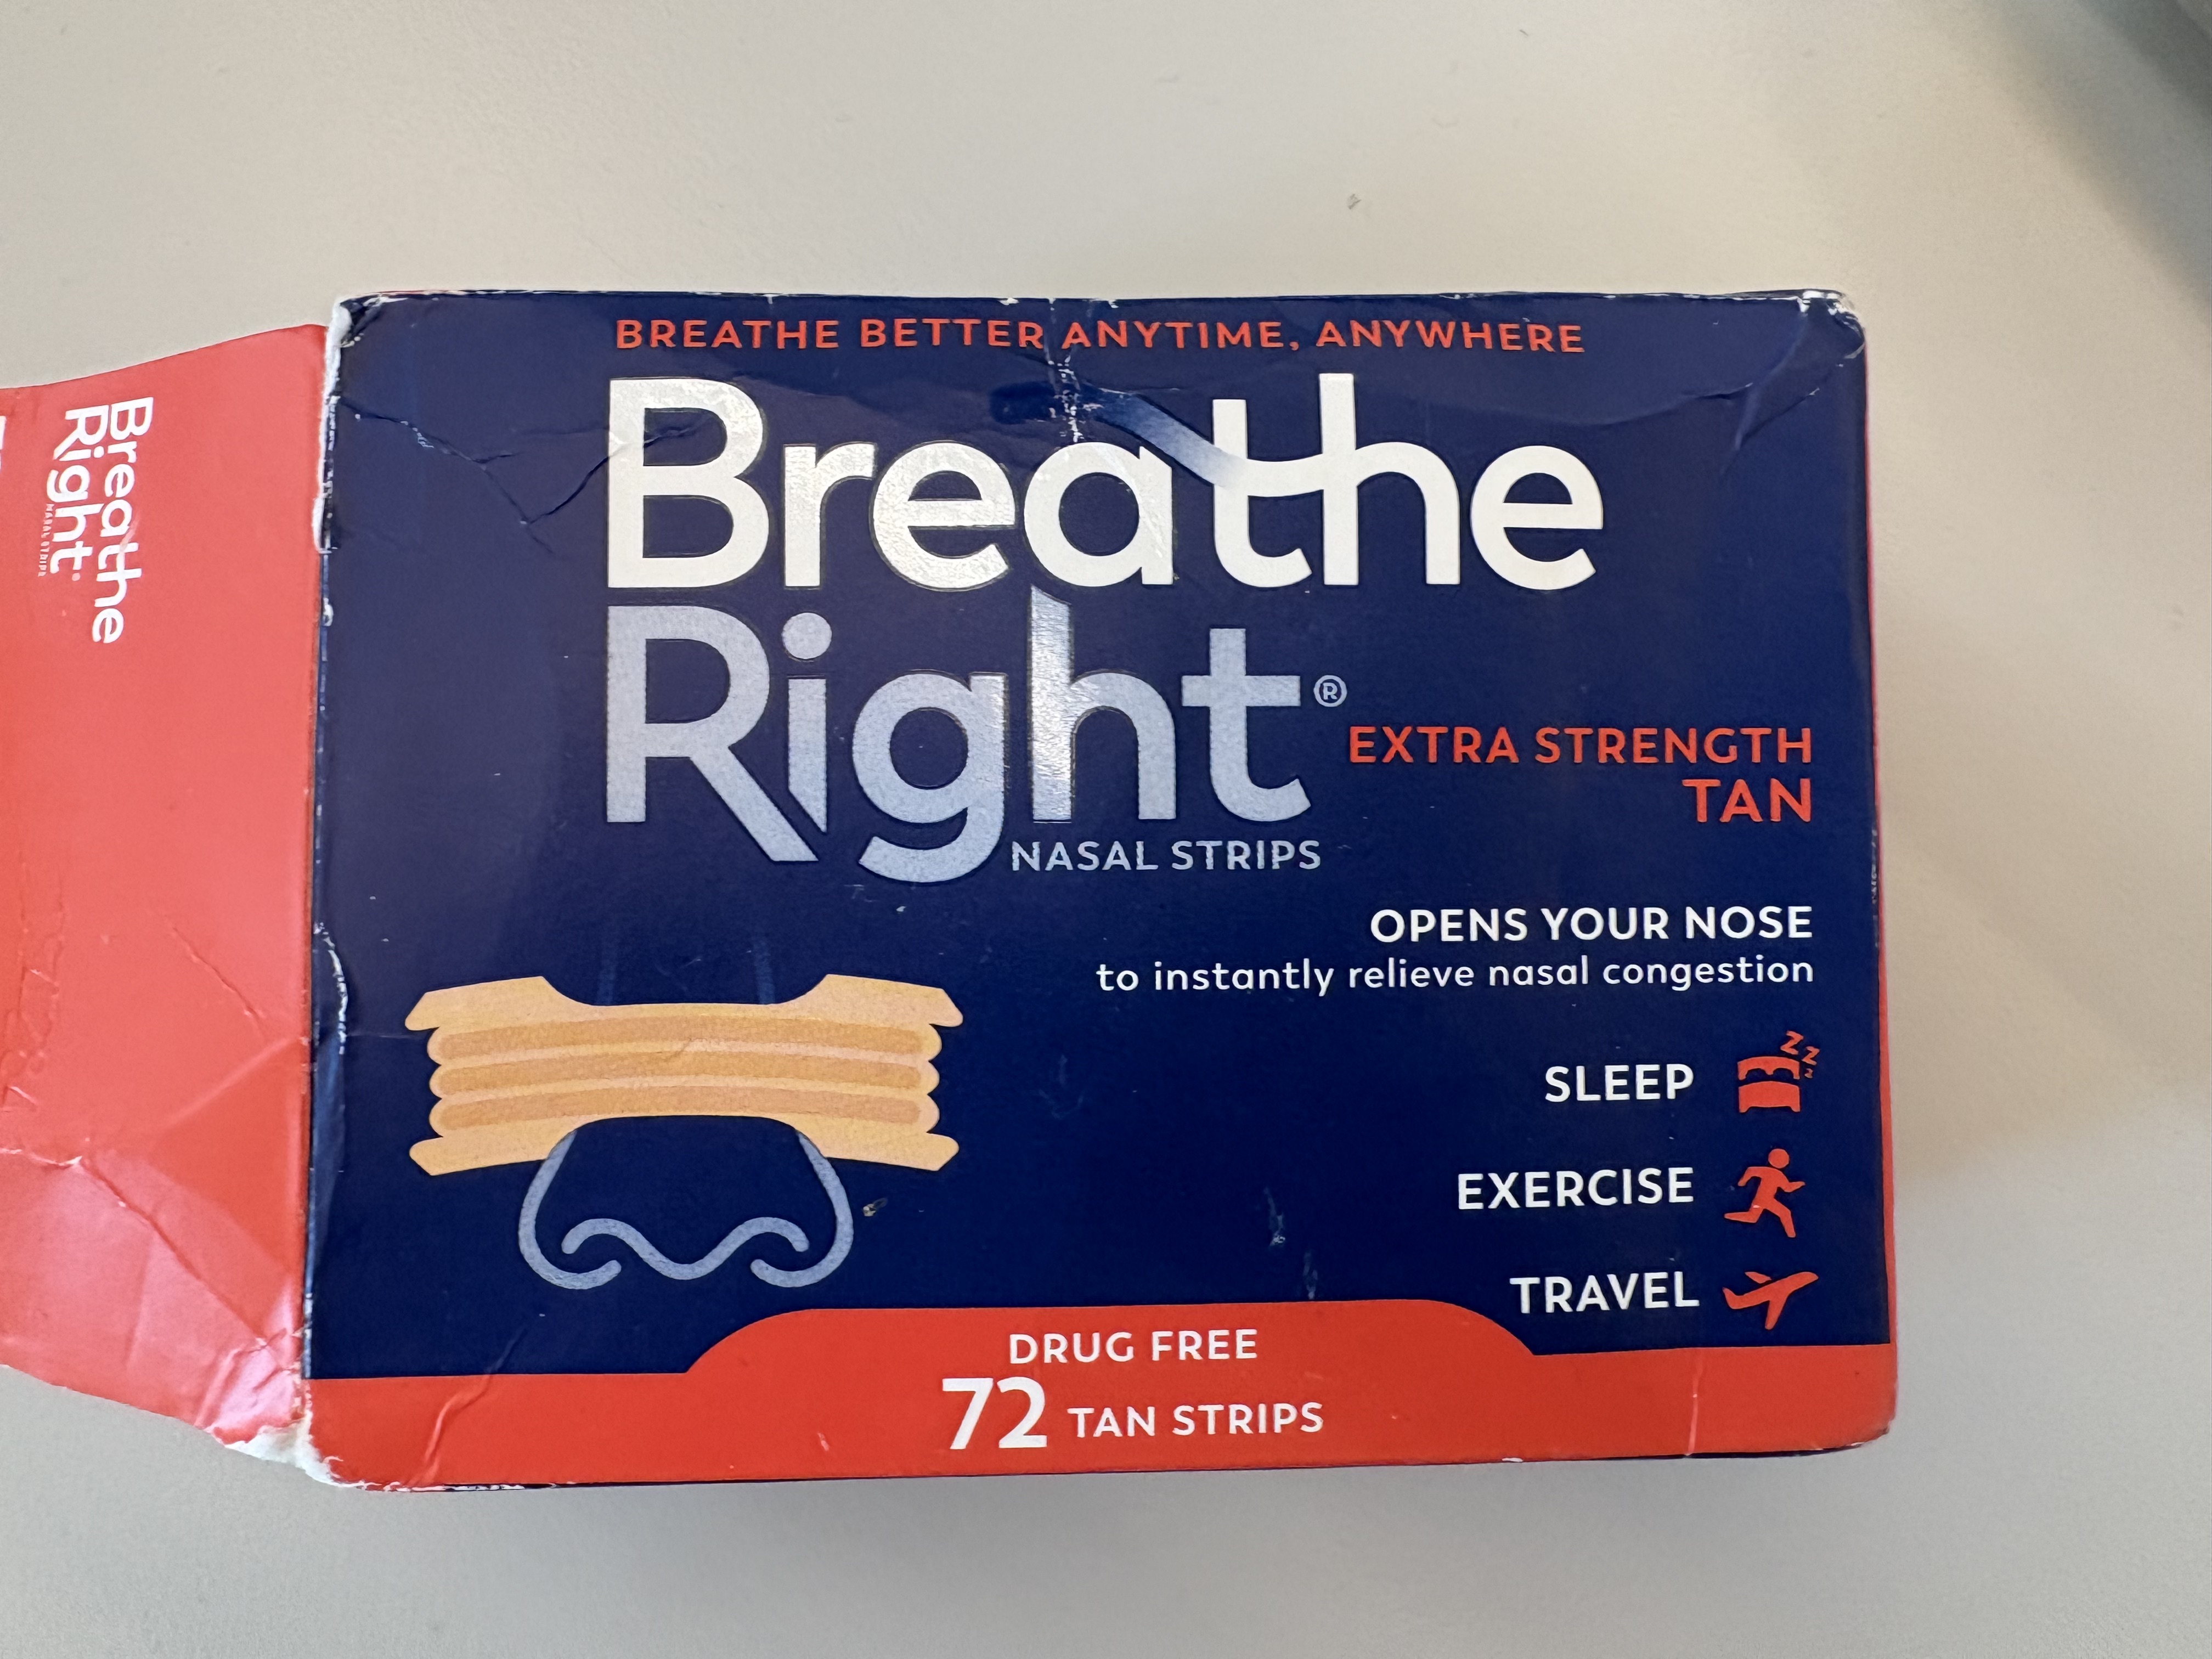 Breathe
Right
NASAL STRIPS
BREATHE BETTER ANYTIME, ANYWHERE
Breathe
Right®
NASAL STRIPS
EXTRA STRENGTH
TAN
OPENS YOUR NOSE
to instantly relieve nasal congestion
SLEEP
zzz
EXERCISE
TRAVEL
DRUG FREE
72 TAN STRIPS